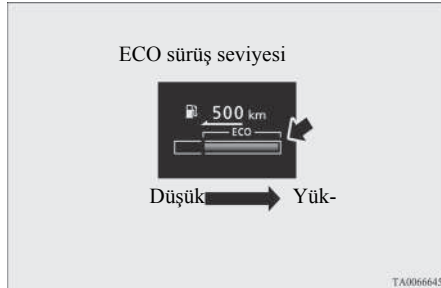 ECO sürüş seviyesi
500 km
ECO
Düşük Yük-
TA0066645